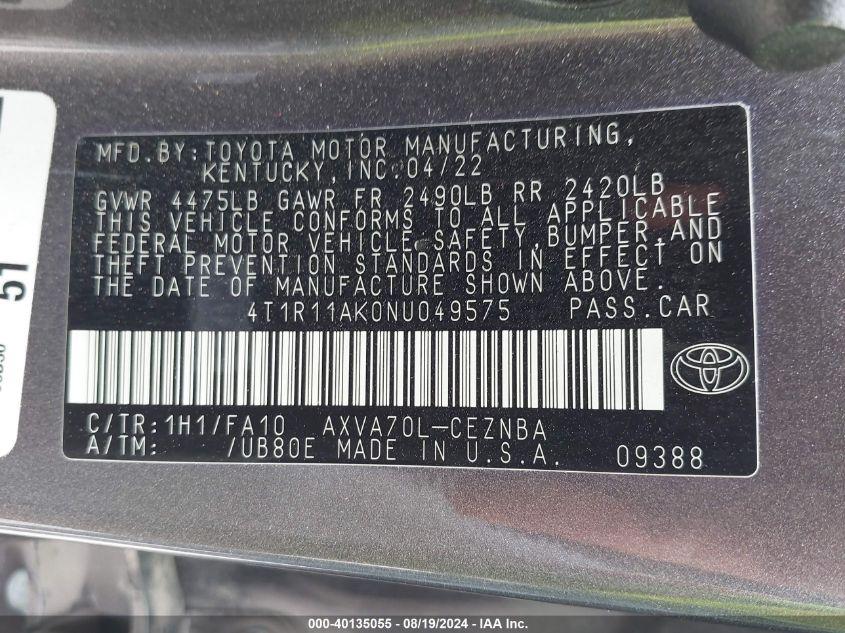 MFD.BY:TOYOTA MOTOR MANUFACTURING,
KENTUCKY,INC.04/22
GVWR 4475LB GAWR FR 2490LB RR 2420LB
THIS VEHICLE CONFORMS TO ALL APPLICABLE
FEDERAL MOTOR VEHICLE SAFETY,BUMPER,AND
THEFT PREVENTION STANDARDS IN EFFECT ON
THE DATE OF MANUFACTURE SHOWN ABOVE.
4T1R11AK0NU049575 PASS.CAR
C/TR:1H1/FA10 AXVA70L-CEZNBA
A/TM: /UB80E MADE IN U.S.A. 09388
51
000-40135055 - 08/19/2024 - IAA Inc.